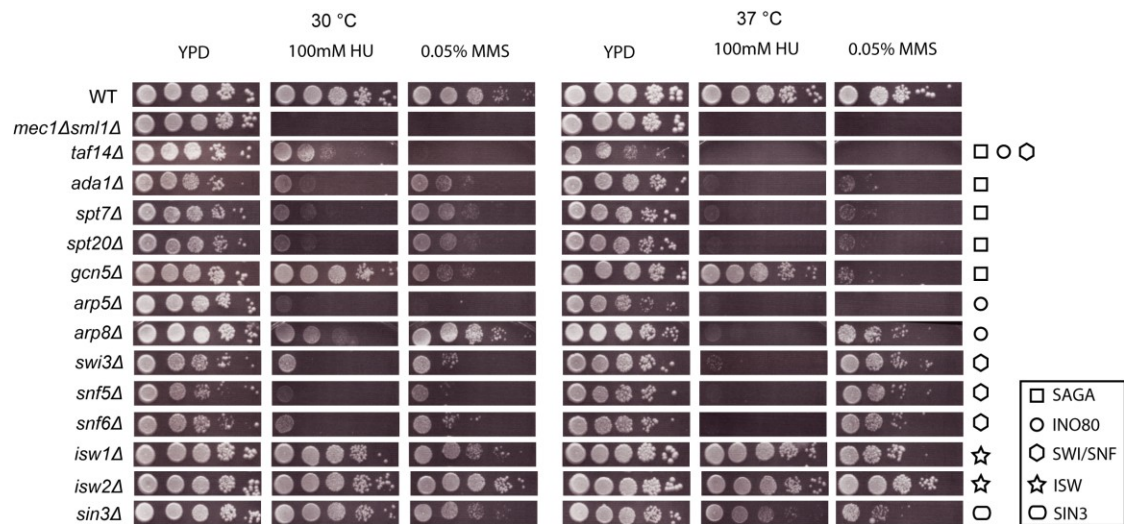 30 °C 37 °C
YPD 100mM HU 0.05% MMS YPD 100mM HU 0.05% MMS
WT
mec1Δsml1Δ
taf14Δ
ada1Δ
spt7Δ
spt20Δ
gcn5Δ
arp5Δ
arp8Δ
swi3Δ
snf5Δ
snf6Δ
isw1Δ
isw2Δ
sin3Δ
SAGA
INO80
SWI/SNF
ISW
SIN3